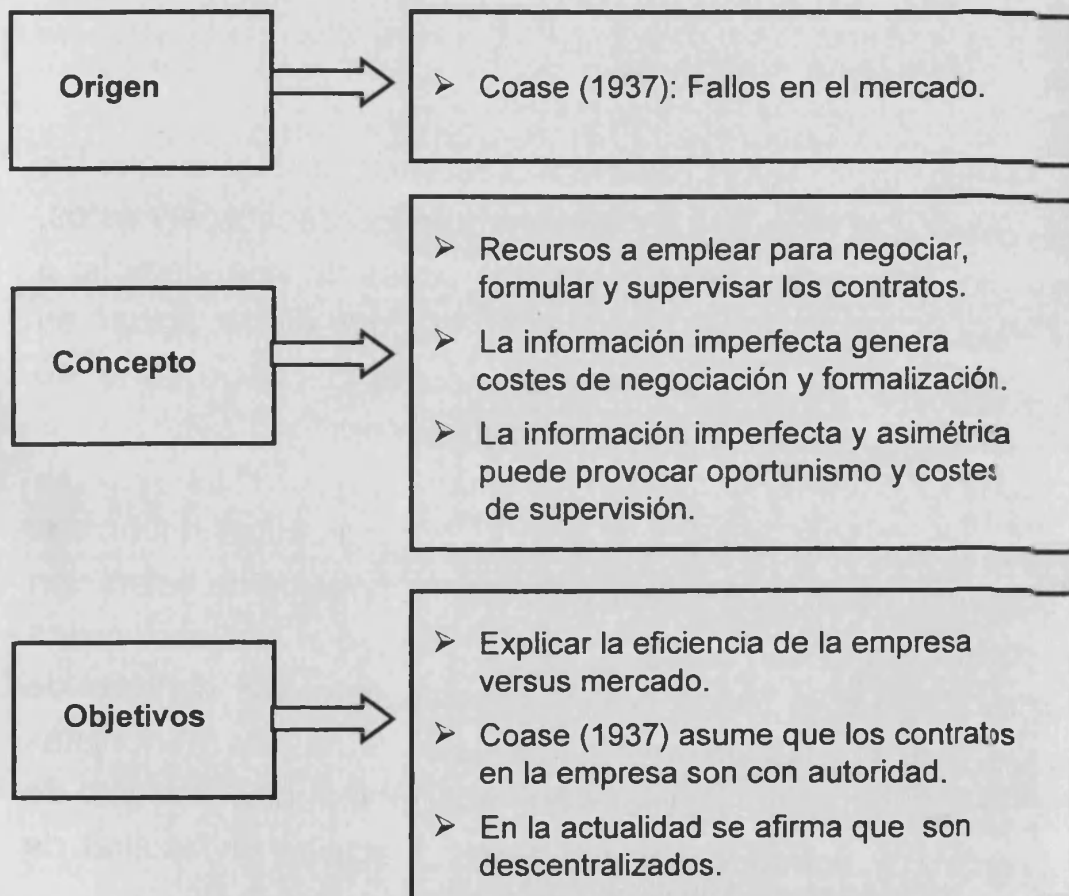 Origen
➢ Coase (1937): Fallos en el mercado.
Concepto
➢ Recursos a emplear para negociar,
formular y supervisar los contratos.
➢ La información imperfecta genera
costes de negociación y formalización.
➢ La información imperfecta y asimétrica
puede provocar oportunismo y costes
de supervisión.
Objetivos
➢ Explicar la eficiencia de la empresa
versus mercado.
➢ Coase (1937) asume que los contratos
en la empresa son con autoridad.
➢ En la actualidad se afirma que son
descentralizados.